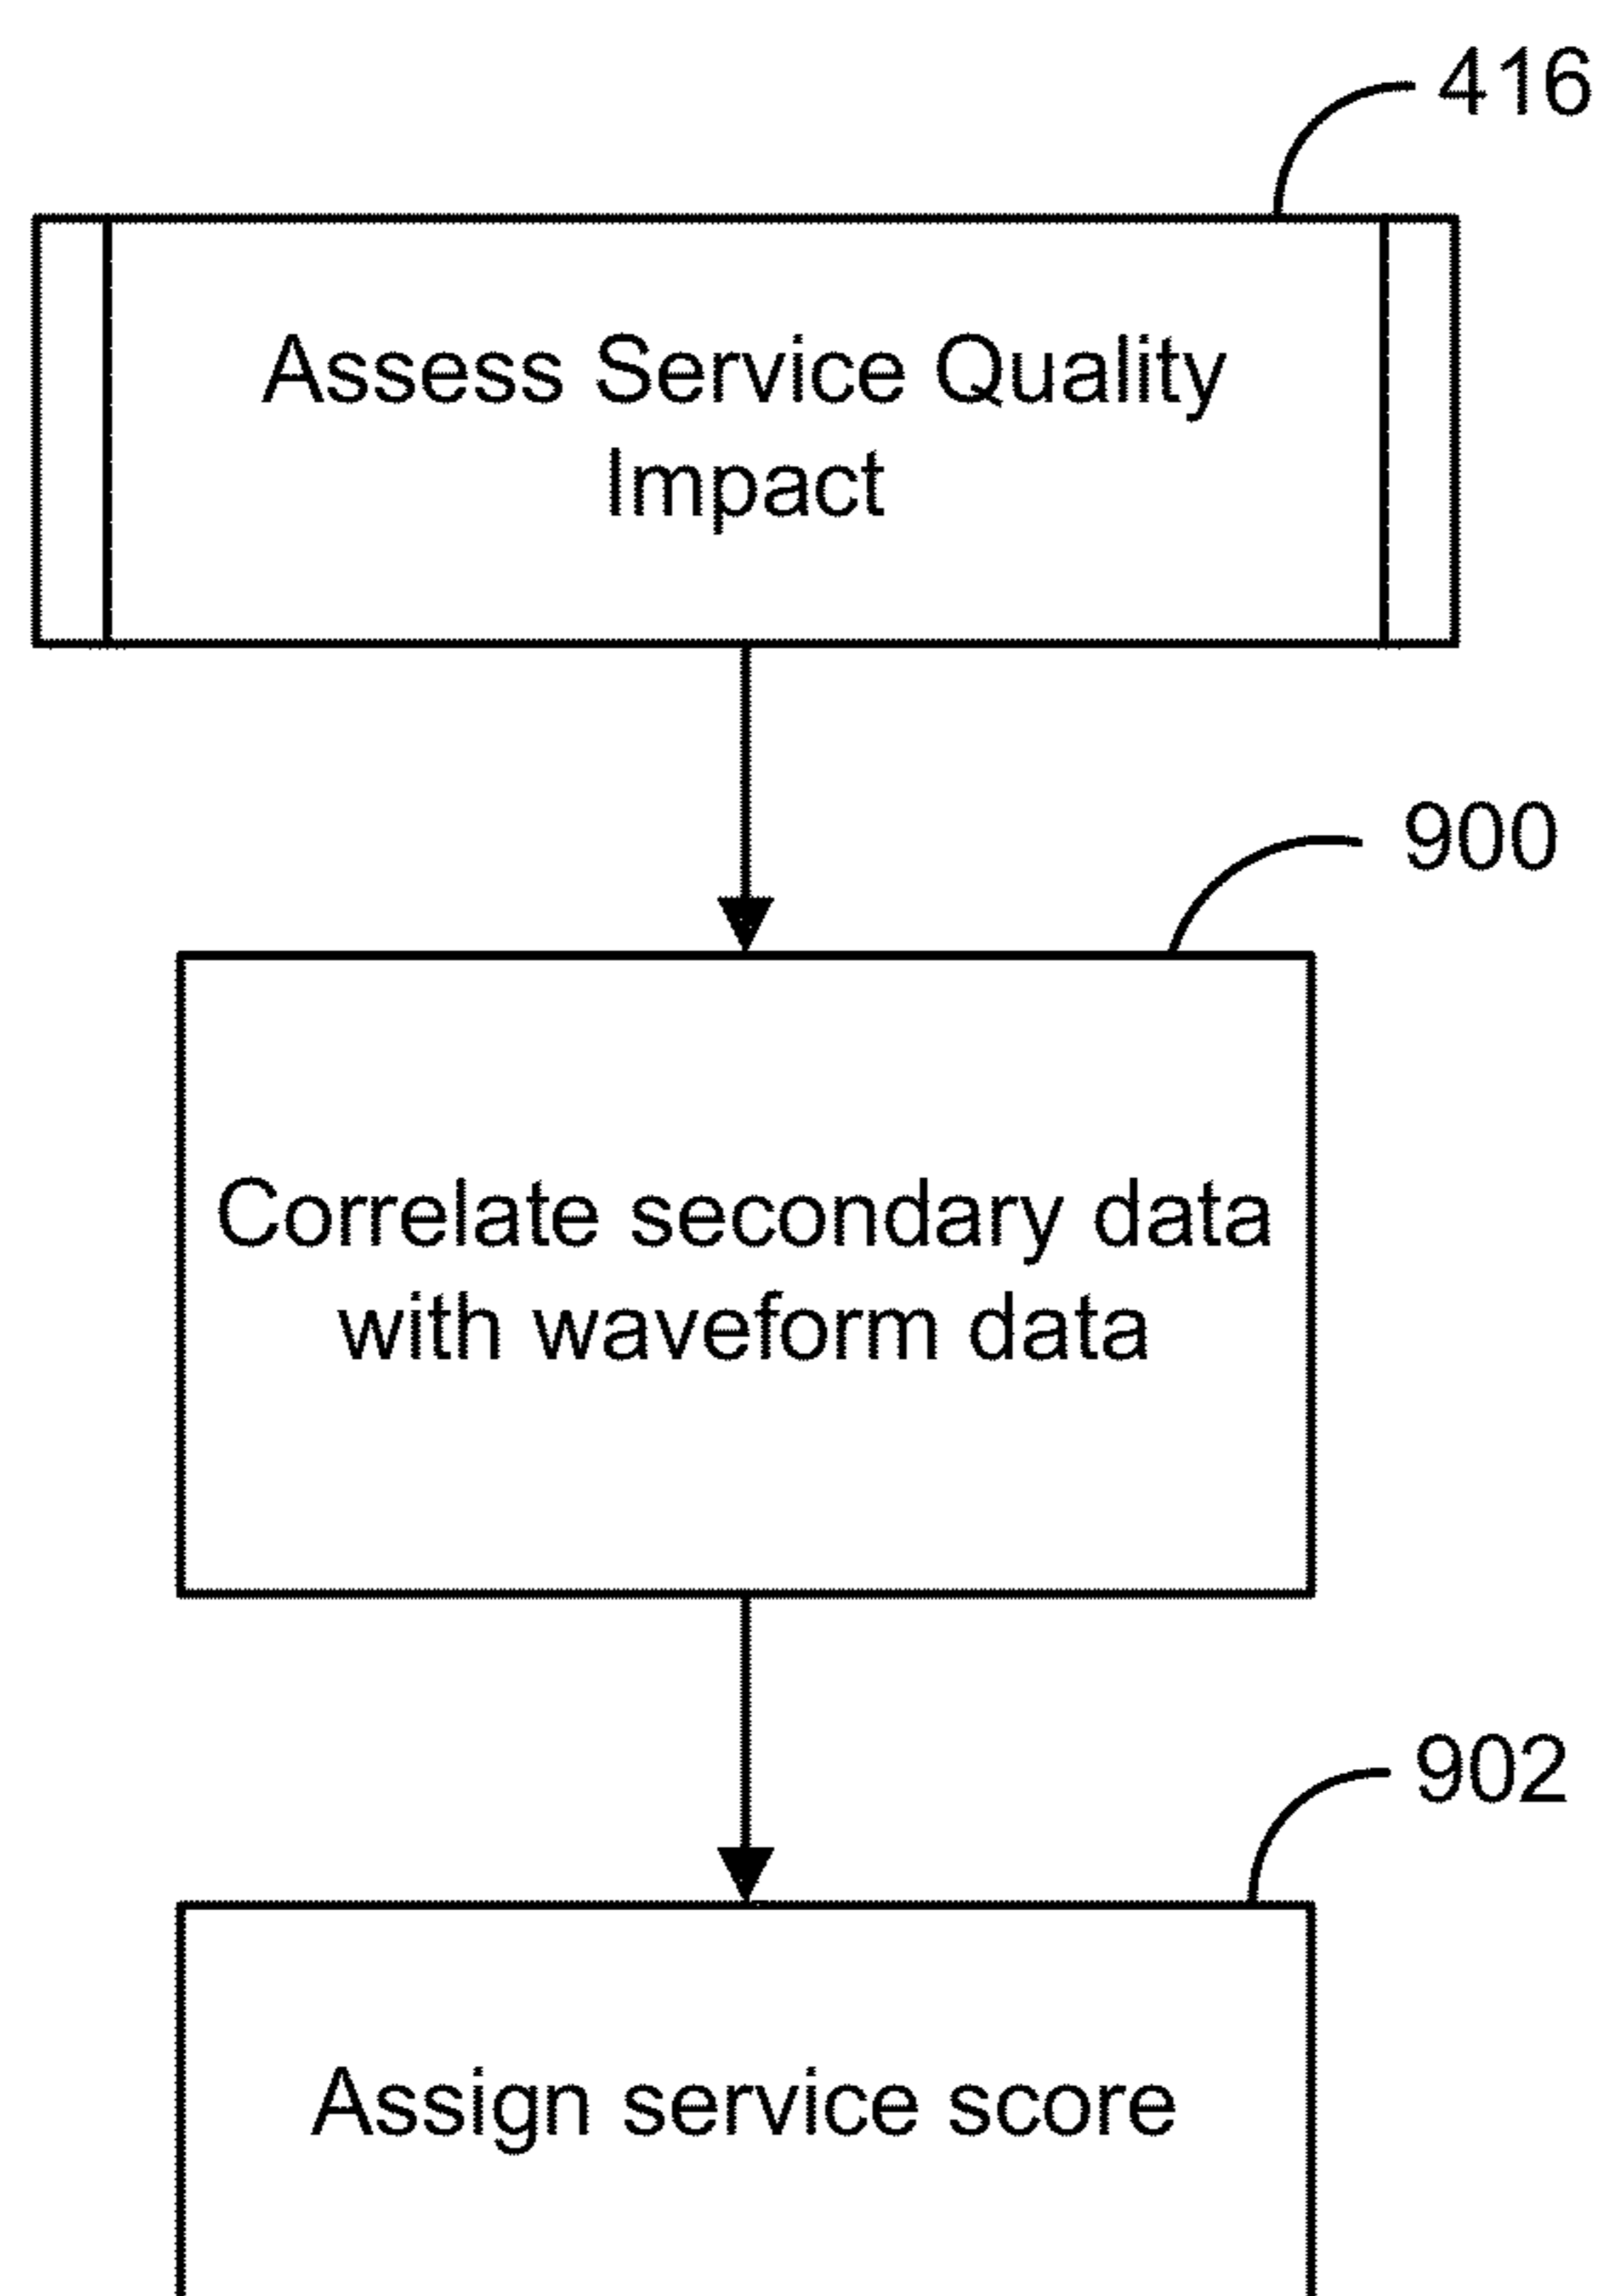 416
Assess Service Quality
Impact
900
Correlate secondary data
with waveform data
902
Assign service score